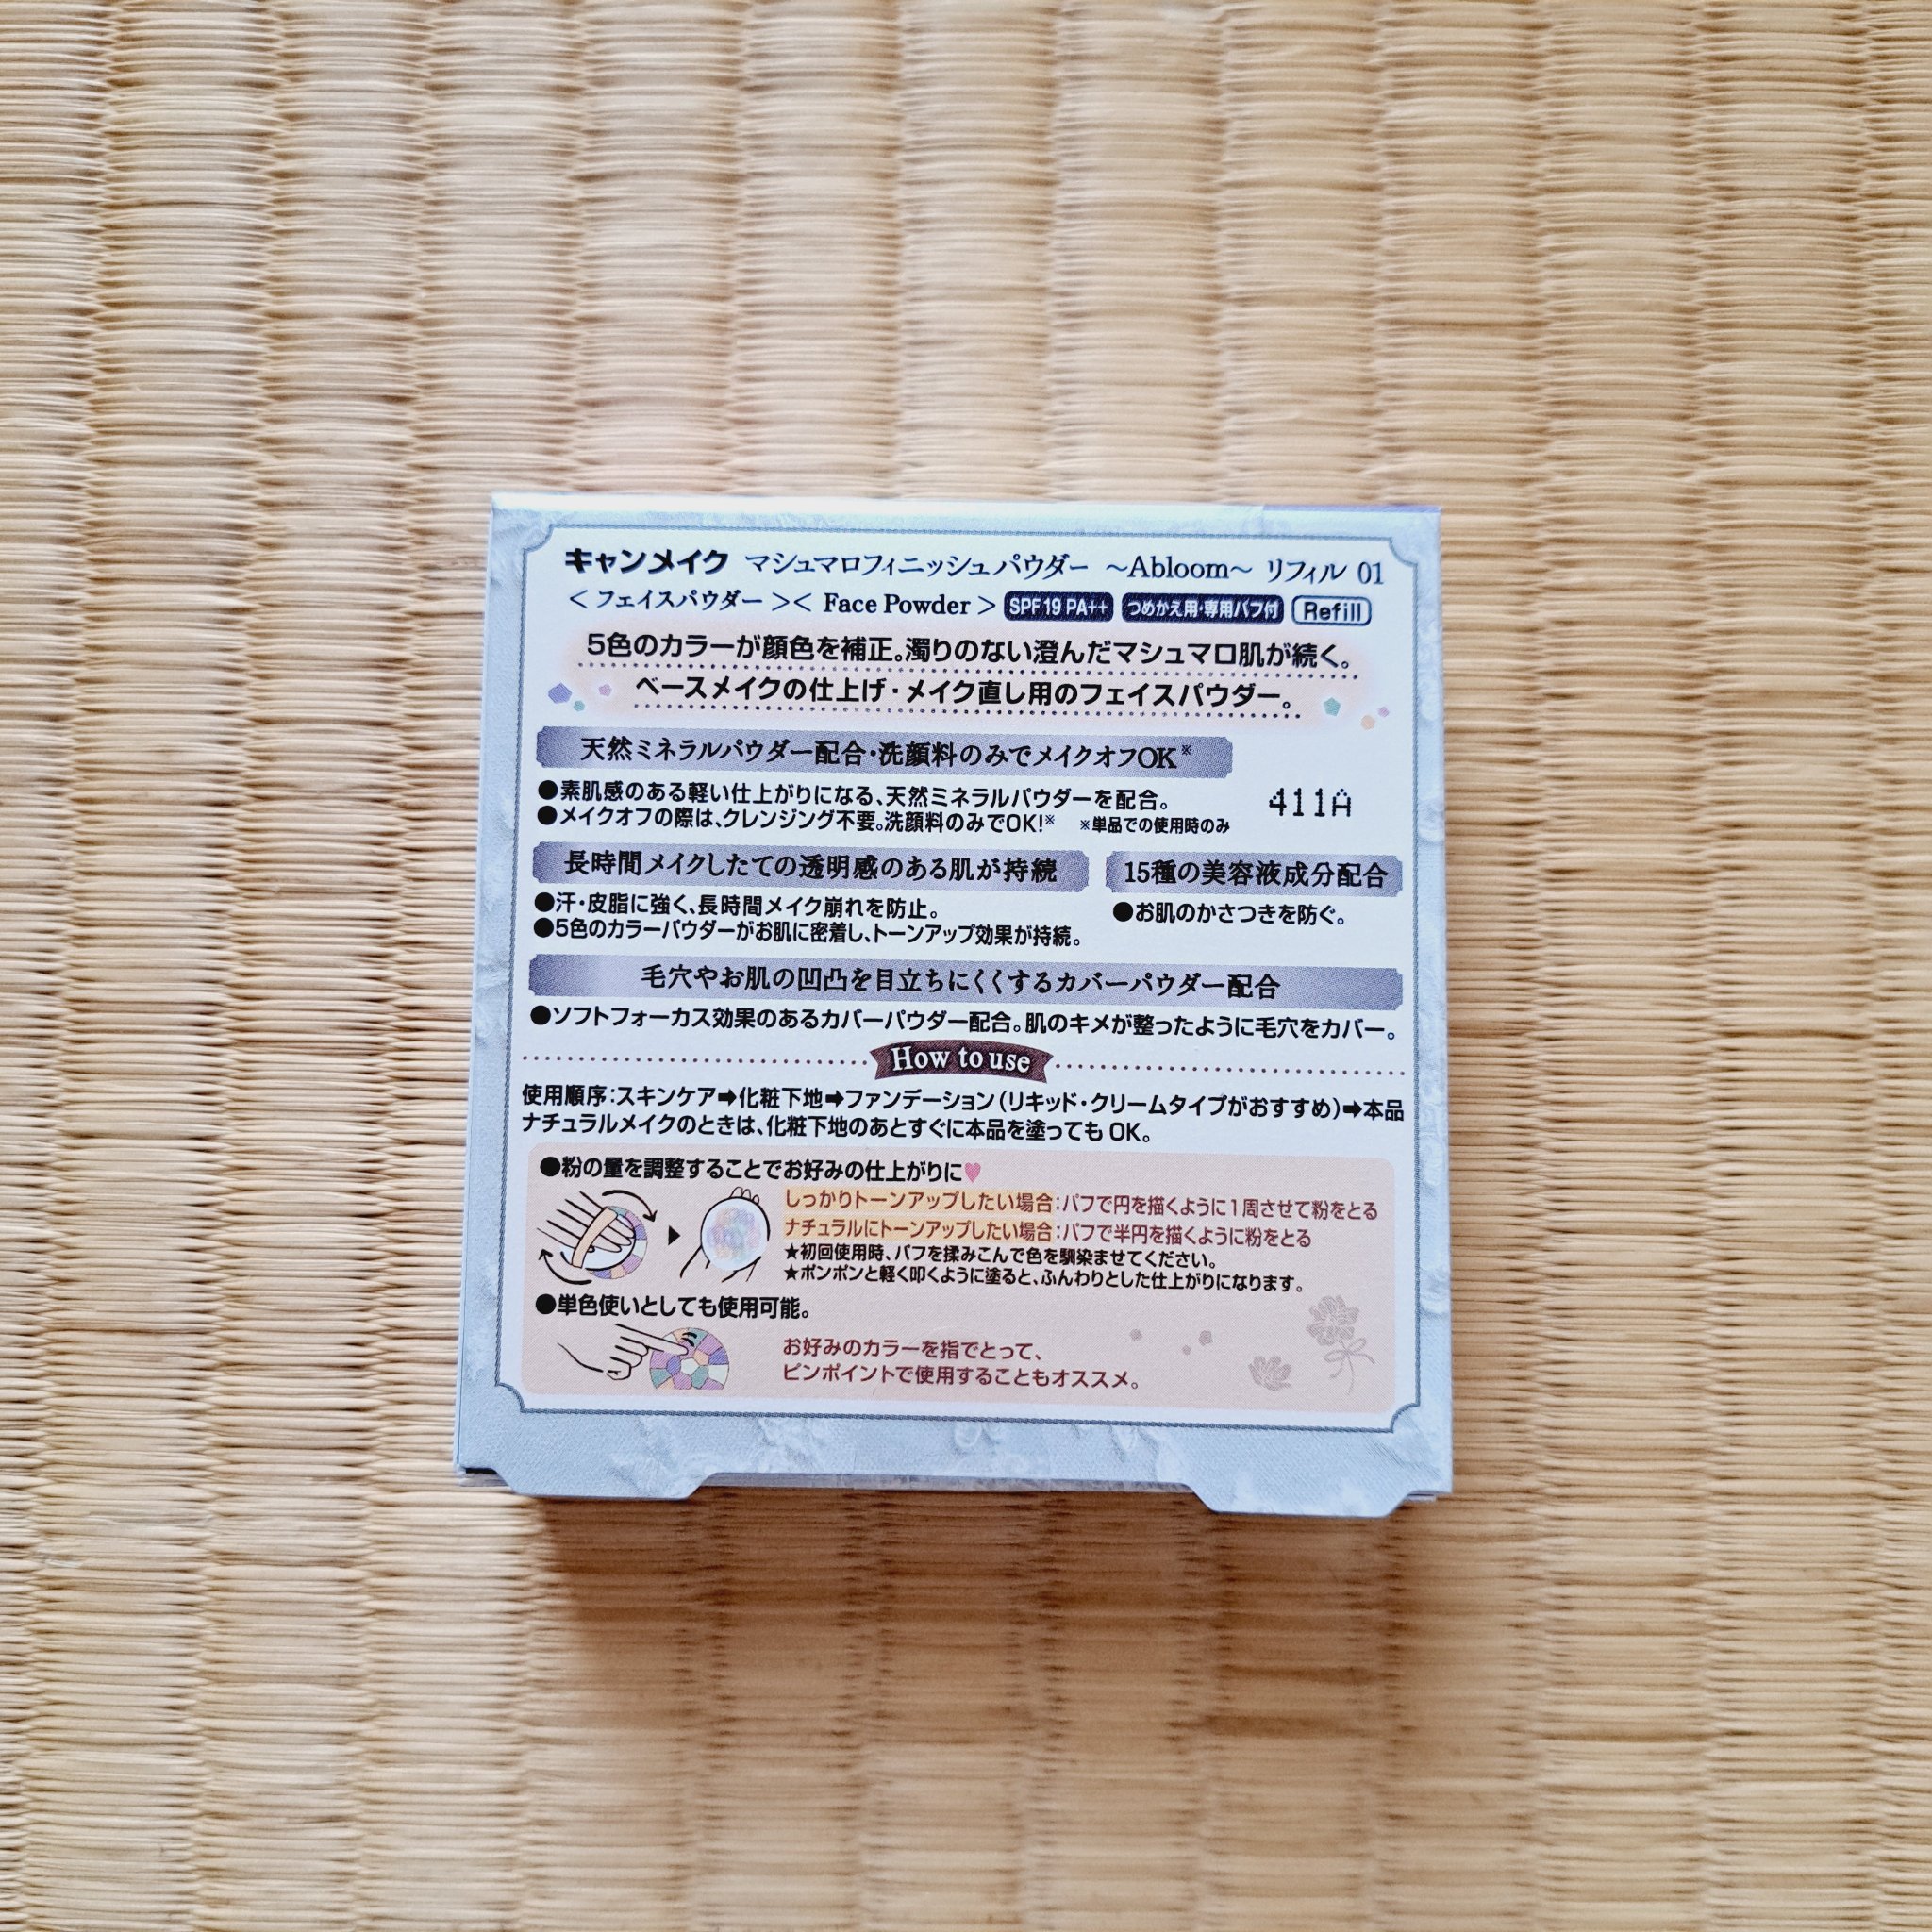 キャンメイク マシュマロフィニッシュパウダー ～Abloom～ リフィル 01
＜フェイスパウダー＞＜ Face Powder ＞ SPF19 PA++ つめかえ用・専用パフ付 Refill
5色のカラーが顔色を補正。濁りのない澄んだマシュマロ肌が続く。
ベースメイクの仕上げ・メイク直し用のフェイスパウダー。
天然ミネラルパウダー配合・洗顔料のみでメイクオフOK※
●素肌感のある軽い仕上がりになる、天然ミネラルパウダーを配合。
●メイクオフの際は、クレンジング不要。洗顔料のみでOK!※ ※単品での使用時のみ
411A
長時間メイクしたての透明感のある肌が持続
●汗・皮脂に強く、長時間メイク崩れを防止。
●5色のカラーパウダーがお肌に密着し、トーンアップ効果が持続。
15種の美容液成分配合
●お肌のかさつきを防ぐ。
毛穴やお肌の凹凸を目立ちにくくするカバーパウダー配合
●ソフトフォーカス効果のあるカバーパウダー配合。肌のキメが整ったように毛穴をカバー。
How to use
使用順序:スキンケア➡化粧下地➡ファンデーション(リキッド・クリームタイプがおすすめ)➡本品
ナチュラルメイクのときは、化粧下地のあとすぐに本品を塗っても OK。
●粉の量を調整することでお好みの仕上がりに♥
しっかりトーンアップしたい場合:パフで円を描くように1周させて粉をとる
ナチュラルにトーンアップしたい場合:パフで半円を描くように粉をとる
★初回使用時、パフを揉みこんで色を馴染ませてください。
★ポンポンと軽く叩くように塗ると、ふんわりとした仕上がりになります。
●単色使いとしても使用可能。
お好みのカラーを指でとって、
ピンポイントで使用することもオススメ。